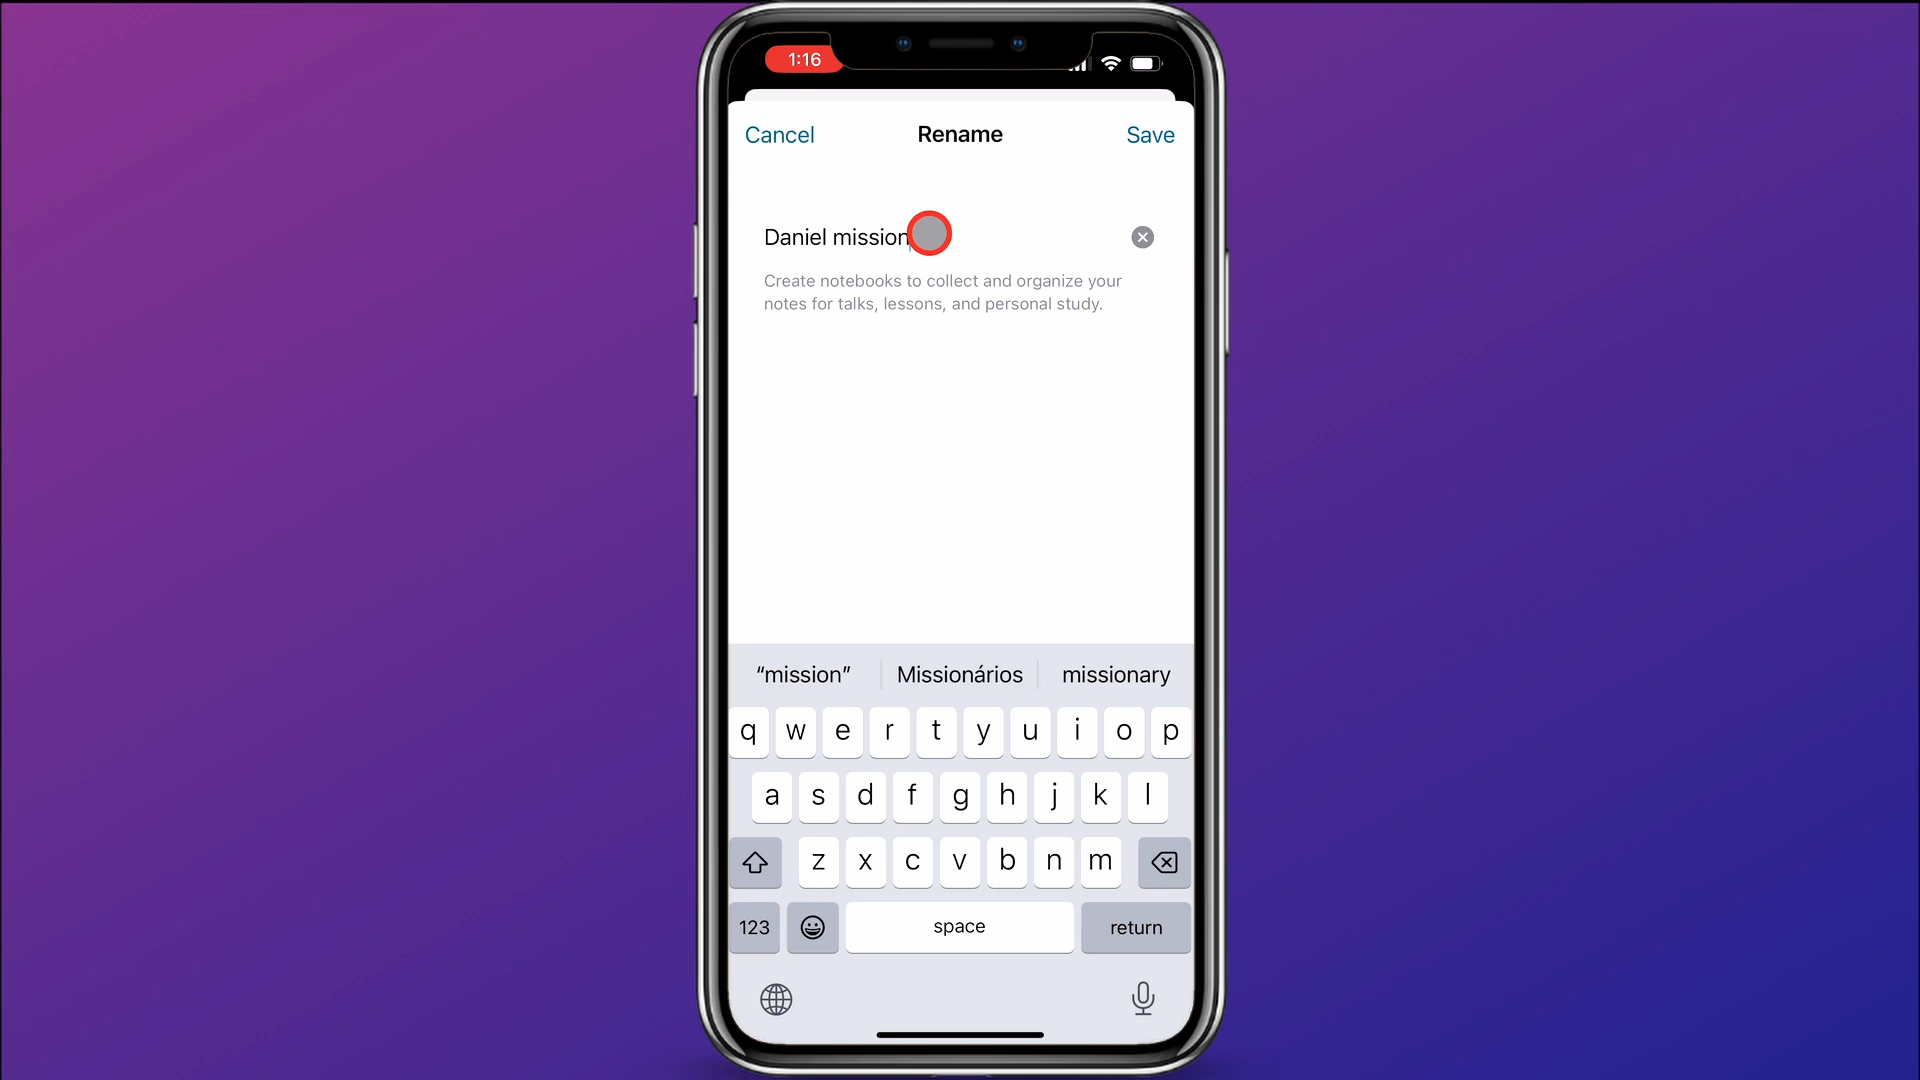 1:16
Cancel Rename Save
Daniel mission
Create notebooks to collect and organize your
notes for talks, lessons, and personal study.
“mission” Missionários missionary
q w e r t y u i o p
a s d f g h j k l
z x c v b n m
123 space return